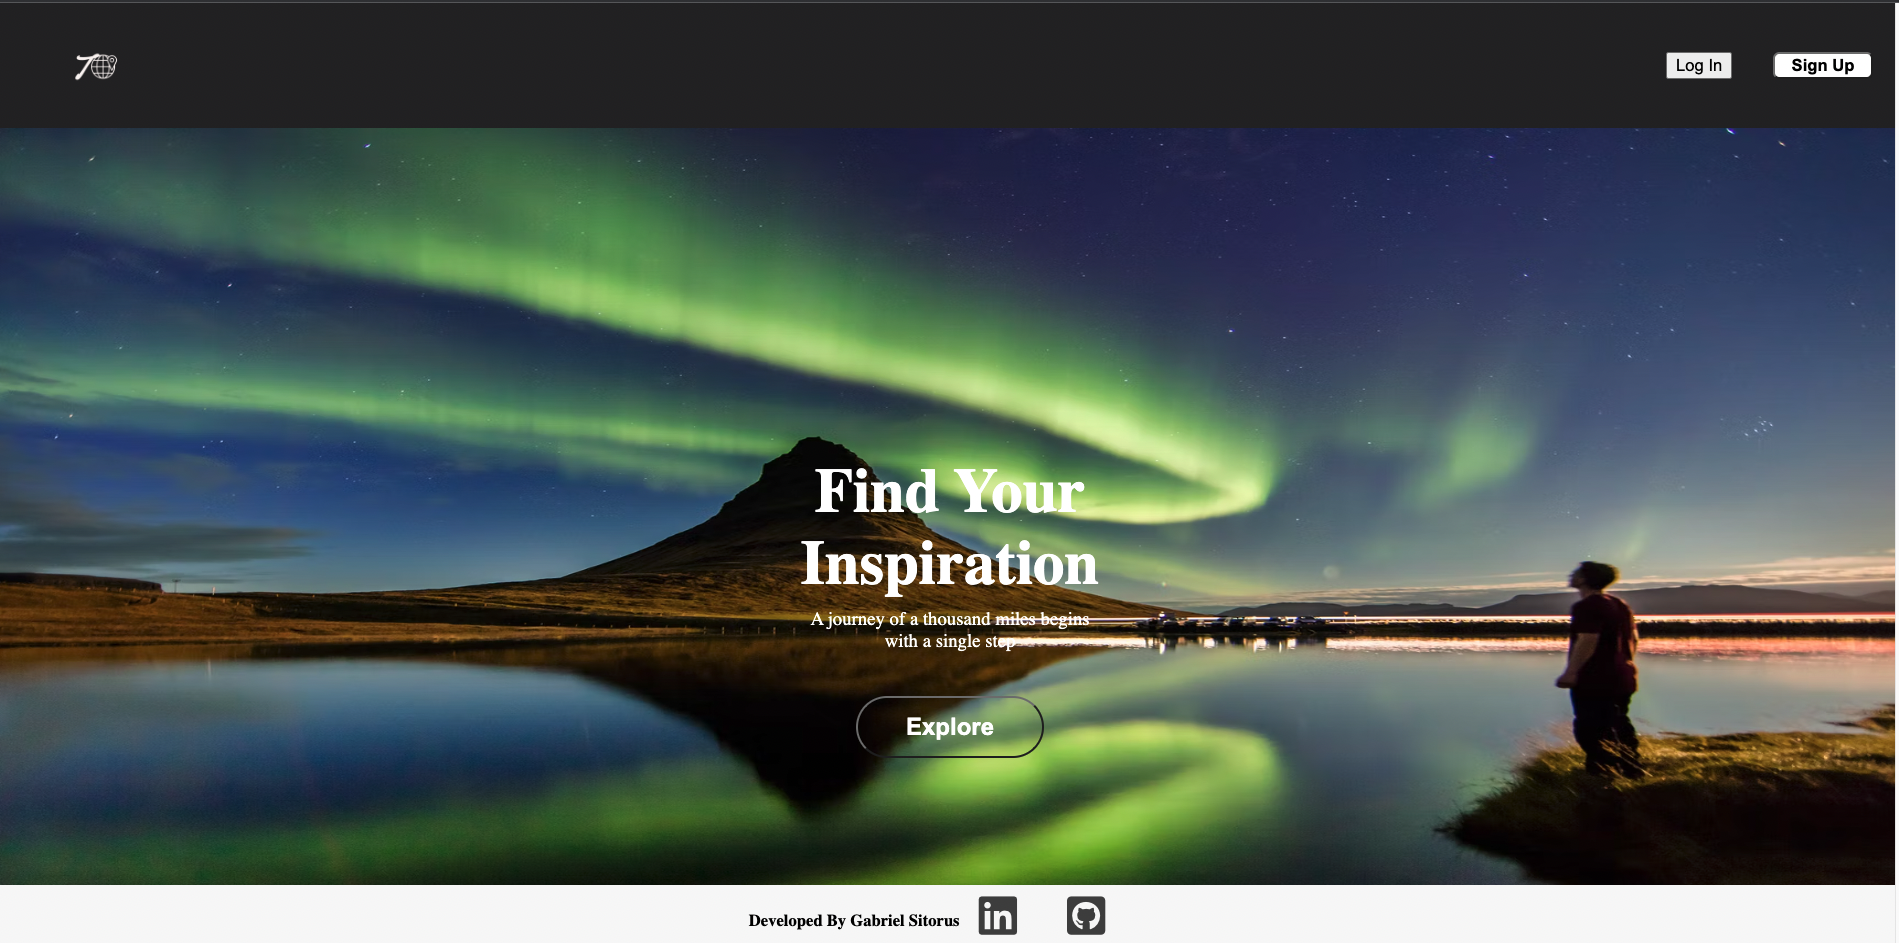 Log In
Sign Up
Find Your
Inspiration
A journey of a thousand miles begins
with a single step
Explore
Developed By Gabriel Sitorus
in